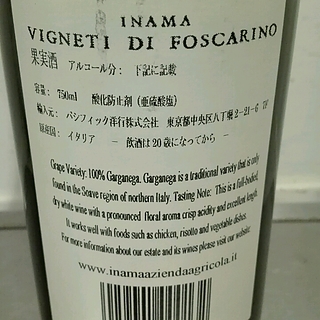 INAMA
VIGNETI DI FOSCARINO
果実酒 アルコール分： 下記に記載
容量： 750ml 酸化防止剤（亜硫酸塩）
輸入元： パシフィック洋行株式会社 東京都中央区八丁堀2-21-6 7F
原産国： イタリア － 飲酒は20歳になってから －
Grape Variety: 100% Garganega. Garganega is a traditional variety that is only
found in the Soave region of northern Italy. Tasting Note: This is a full-bodied,
dry white wine with a pronounced floral aroma crisp acidity and excellent length.
It works well with foods such as chicken, risotto and vegetable dishes.
For more information about our estate and its wines please visit our website:
www.inamaaziendaagricola.it